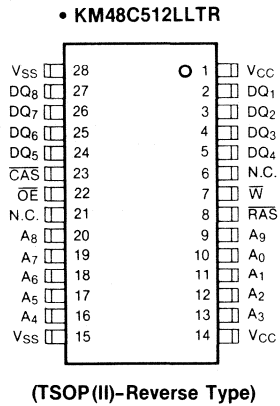 • KM48C512LLTR
VSS 28 1 VCC
DQ8 27 2 DQ1
DQ7 26 3 DQ2
DQ6 25 4 DQ3
DQ5 24 5 DQ4
CAS 23 6 N.C.
OE 22 7 W
N.C. 21 8 RAS
A8 20 9 A9
A7 19 10 A0
A6 18 11 A1
A5 17 12 A2
A4 16 13 A3
VSS 15 14 VCC
(TSOP(II)-Reverse Type)